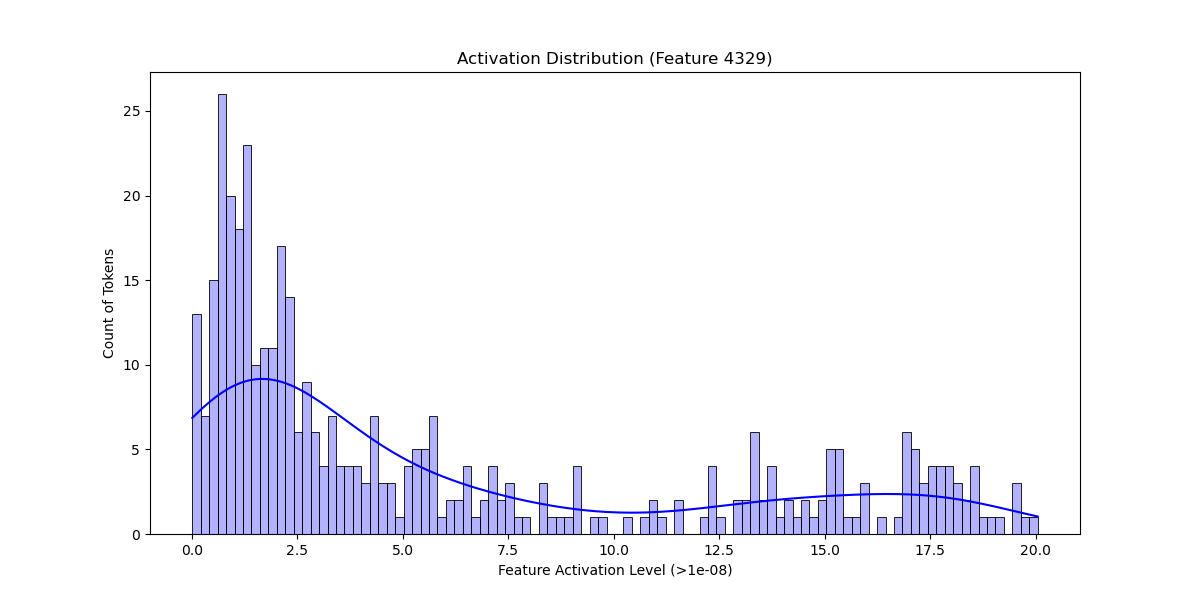 Activation Distribution (Feature 4329)
Count of Tokens
25
20
15
10
5
0
0.0 2.5 5.0 7.5 10.0 12.5 15.0 17.5 20.0
Feature Activation Level (>1e-08)